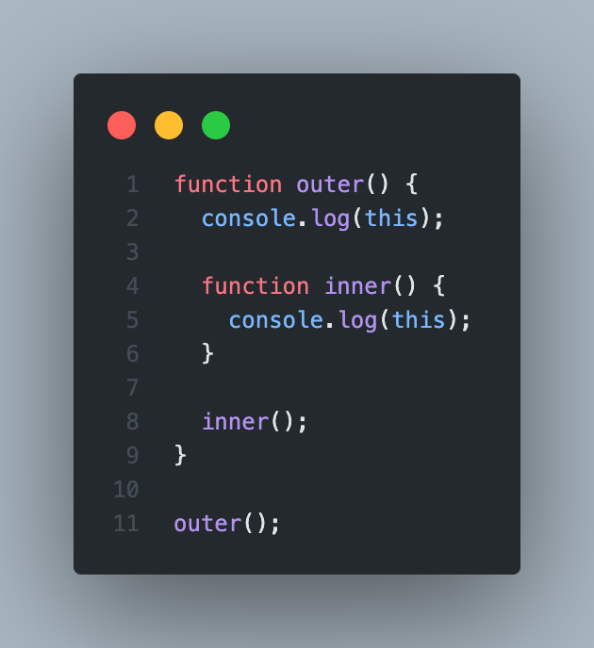 1 function outer() {
2   console.log(this);
3
4   function inner() {
5     console.log(this);
6   }
7
8   inner();
9 }
10
11 outer();